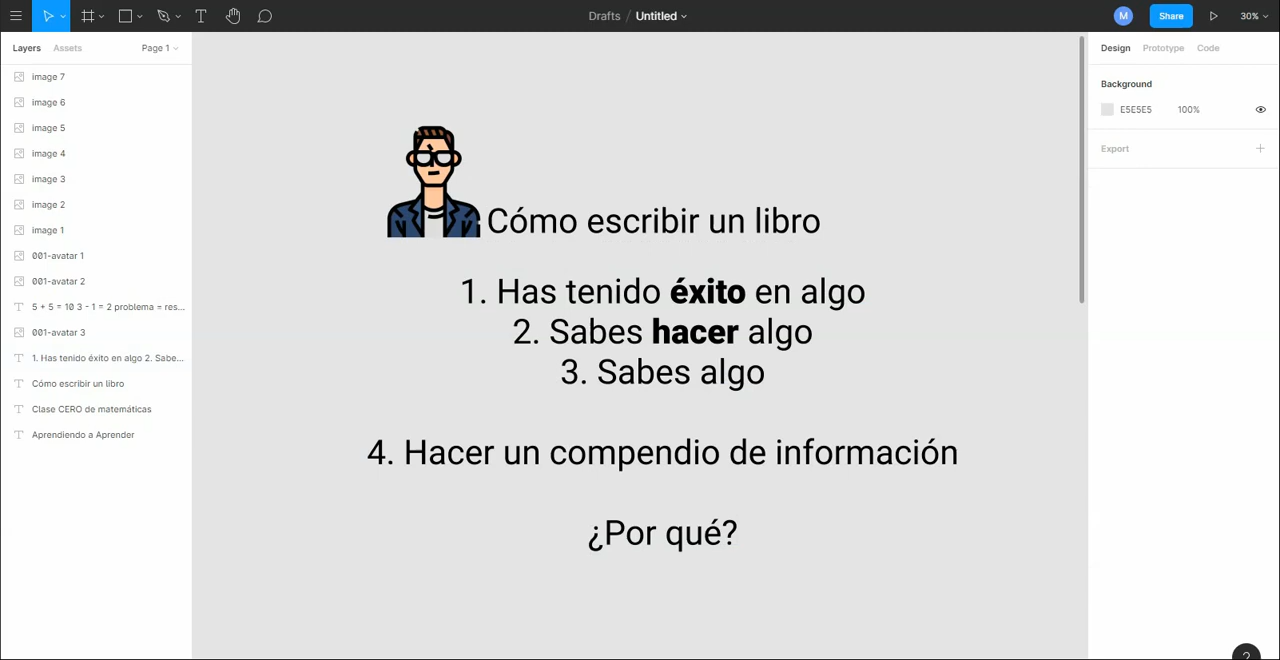 Drafts / Untitled
M
Share
30%
Layers
Assets
Page 1
image 7
image 6
image 5
image 4
image 3
image 2
image 1
001-avatar 1
001-avatar 2
5 + 5 = 10 3 - 1 = 2 problema = res...
001-avatar 3
1. Has tenido éxito en algo 2. Sabe...
Cómo escribir un libro
Clase CERO de matemáticas
Aprendiendo a Aprender
Cómo escribir un libro
1. Has tenido éxito en algo
2. Sabes hacer algo
3. Sabes algo
4. Hacer un compendio de información
¿Por qué?
Design
Prototype
Code
Background
E5E5E5
100%
Export
?